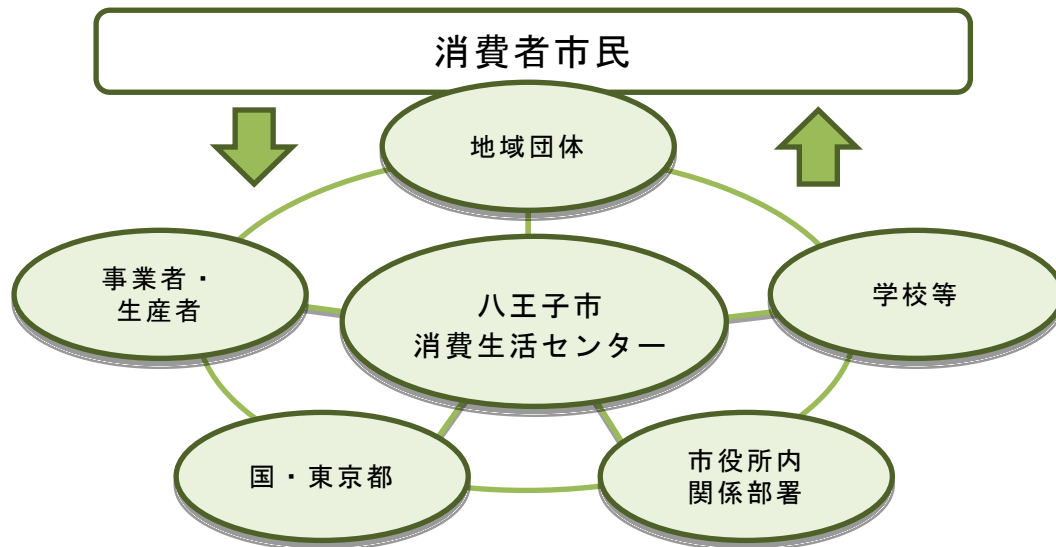 消費者市民
地域団体
事業者・
生産者
八王子市
消費生活センター
学校等
国・東京都
市役所内
関係部署